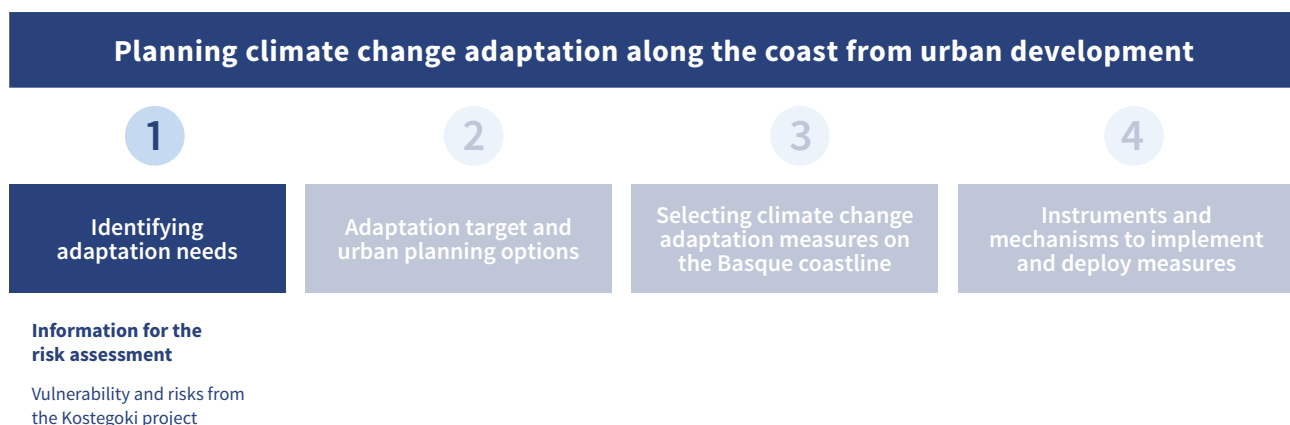 Planning climate change adaptation along the coast from urban development
1
2
3
4
Identifying
adaptation needs
Adaptation target and
urban planning options
Selecting climate change
adaptation measures on
the Basque coastline
Instruments and
mechanisms to implement
and deploy measures
Information for the
risk assessment
Vulnerability and risks from
the Kostegoki project